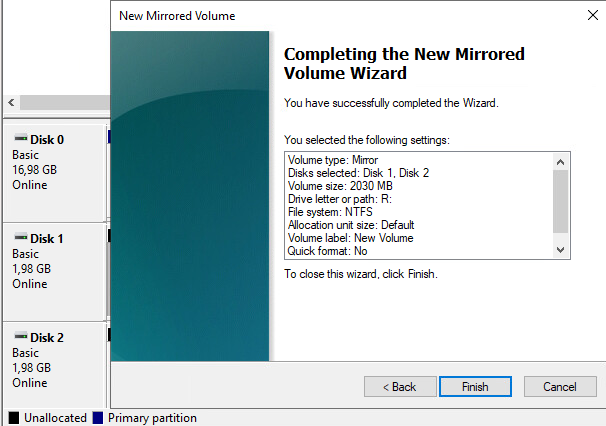 New Mirrored Volume
Completing the New Mirrored
Volume Wizard
You have successfully completed the Wizard.
You selected the following settings:
Volume type: Mirror
Disks selected: Disk 1, Disk 2
Volume size: 2030 MB
Drive letter or path: R:
File system: NTFS
Allocation unit size: Default
Volume label: New Volume
Quick format: No
To close this wizard, click Finish.
< Back
Finish
Cancel
Disk 0
Basic
16,98 GB
Online
Disk 1
Basic
1,98 GB
Online
Disk 2
Basic
1,98 GB
Online
Unallocated
Primary partition